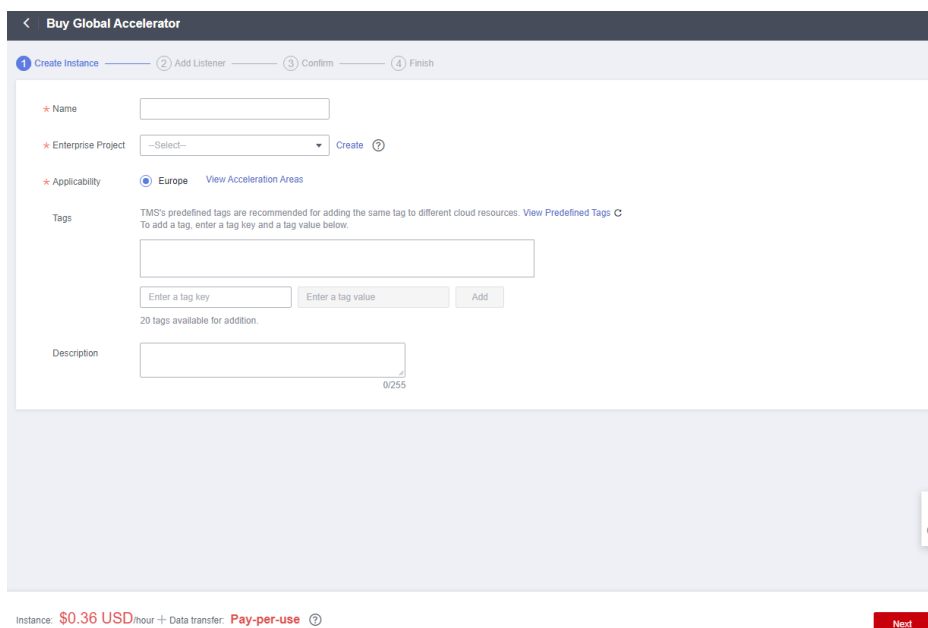 Buy Global Accelerator
1 Create Instance 2 Add Listener 3 Confirm 4 Finish
* Name
* Enterprise Project --Select-- Create ?
* Applicability Europe View Acceleration Areas
Tags TMS's predefined tags are recommended for adding the same tag to different cloud resources. View Predefined Tags
To add a tag, enter a tag key and a tag value below.
Enter a tag key Enter a tag value Add
20 tags available for addition.
Description
0/255
Instance: $0.36 USD/hour + Data transfer: Pay-per-use ? Next